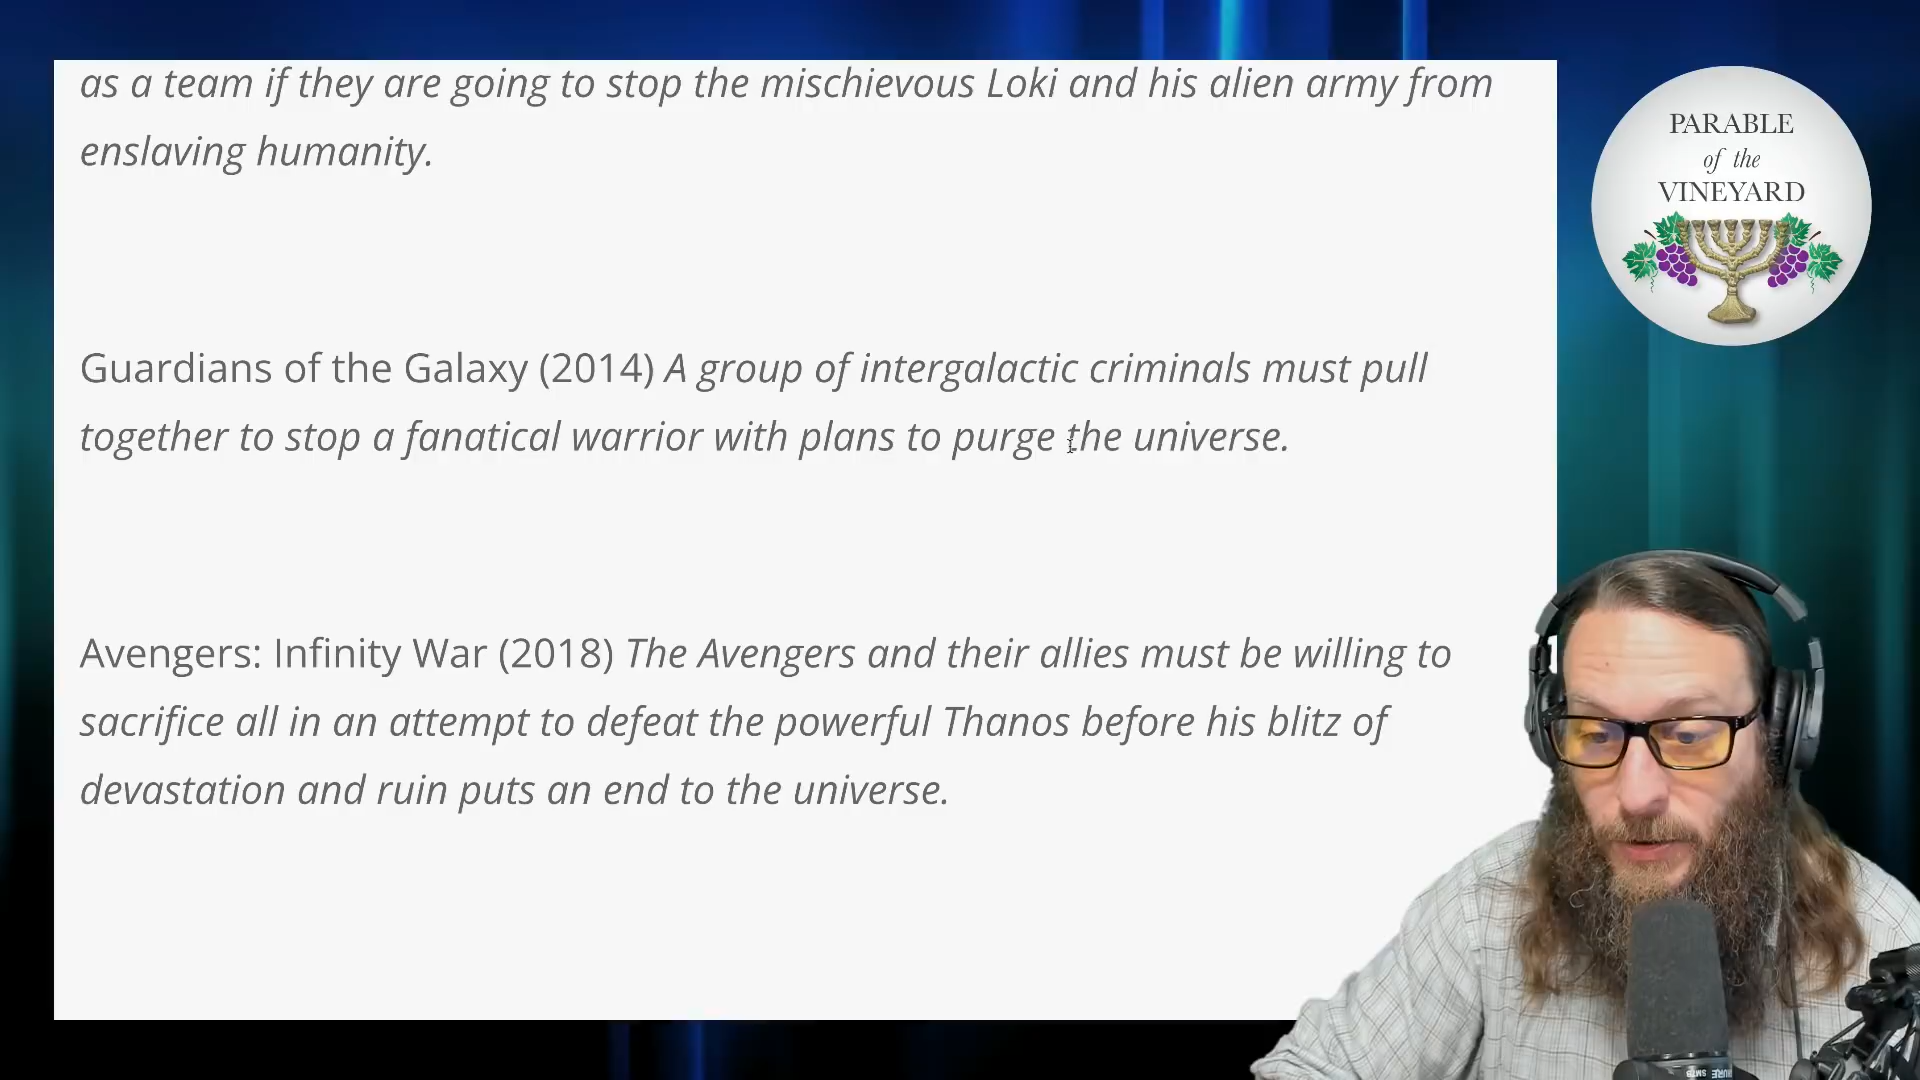 as a team if they are going to stop the mischievous Loki and his alien army from
enslaving humanity.
Guardians of the Galaxy (2014) A group of intergalactic criminals must pull
together to stop a fanatical warrior with plans to purge the universe.
Avengers: Infinity War (2018) The Avengers and their allies must be willing to
sacrifice all in an attempt to defeat the powerful Thanos before his blitz of
devastation and ruin puts an end to the universe.
PARABLE
of the
VINEYARD
SHURE SM7B